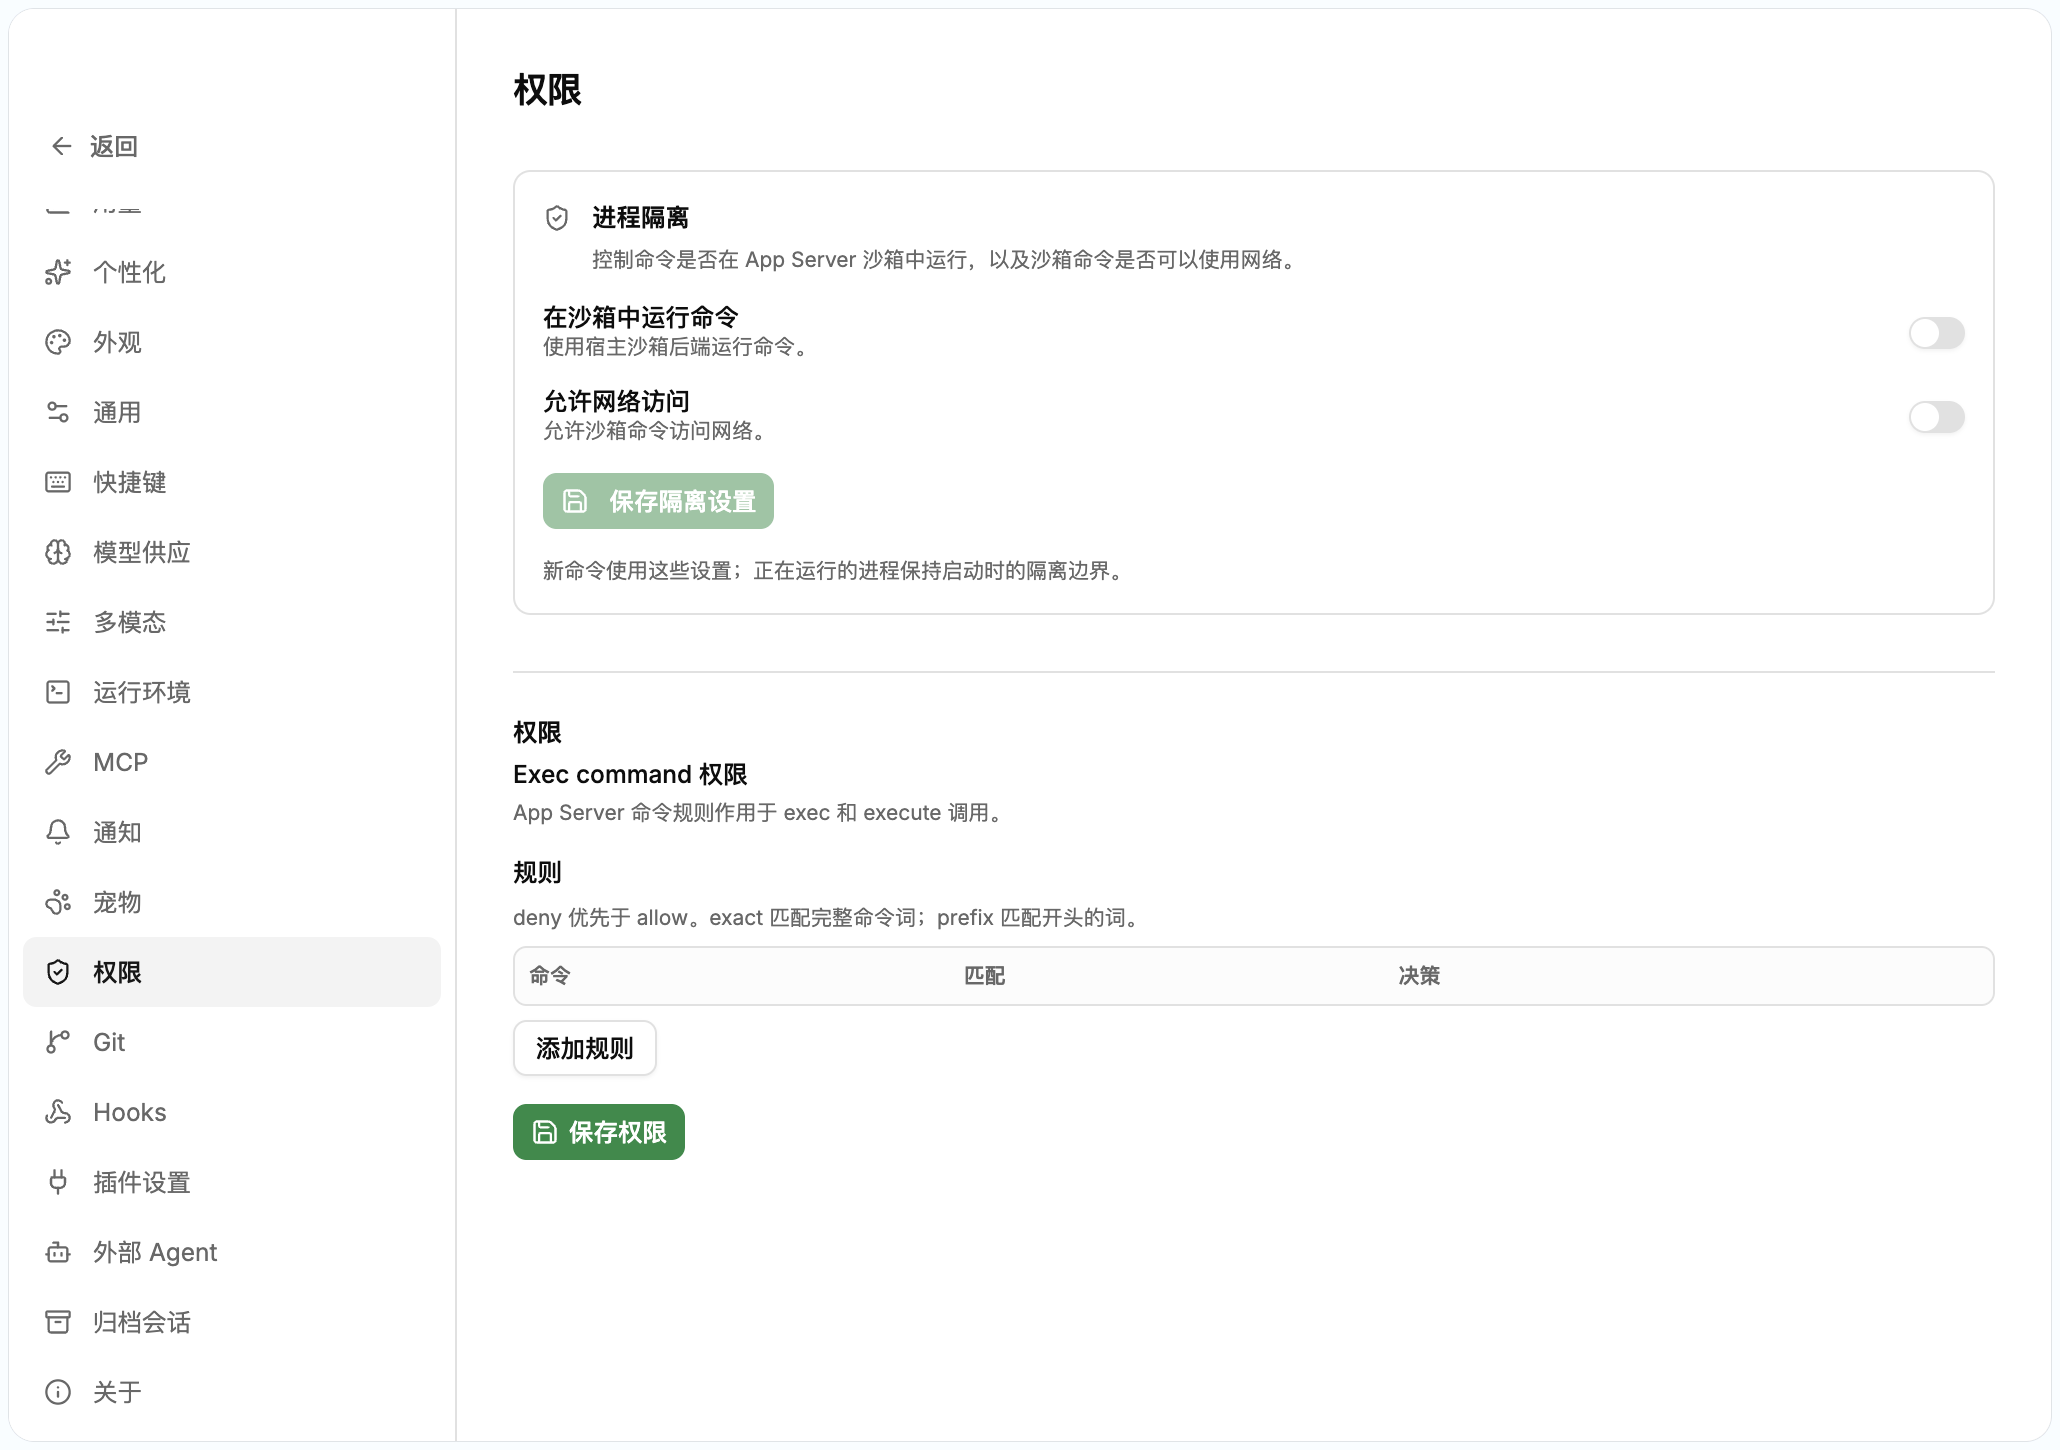 返回
个性化
外观
通用
快捷键
模型供应
多模态
运行环境
MCP
通知
宠物
权限
Git
Hooks
插件设置
外部 Agent
归档会话
关于
权限
进程隔离
控制命令是否在 App Server 沙箱中运行，以及沙箱命令是否可以使用网络。
在沙箱中运行命令
使用宿主沙箱后端运行命令。
允许网络访问
允许沙箱命令访问网络。
保存隔离设置
新命令使用这些设置；正在运行的进程保持启动时的隔离边界。
权限
Exec command 权限
App Server 命令规则作用于 exec 和 execute 调用。
规则
deny 优先于 allow。exact 匹配完整命令词；prefix 匹配开头的词。
命令 匹配 决策
添加规则
保存权限